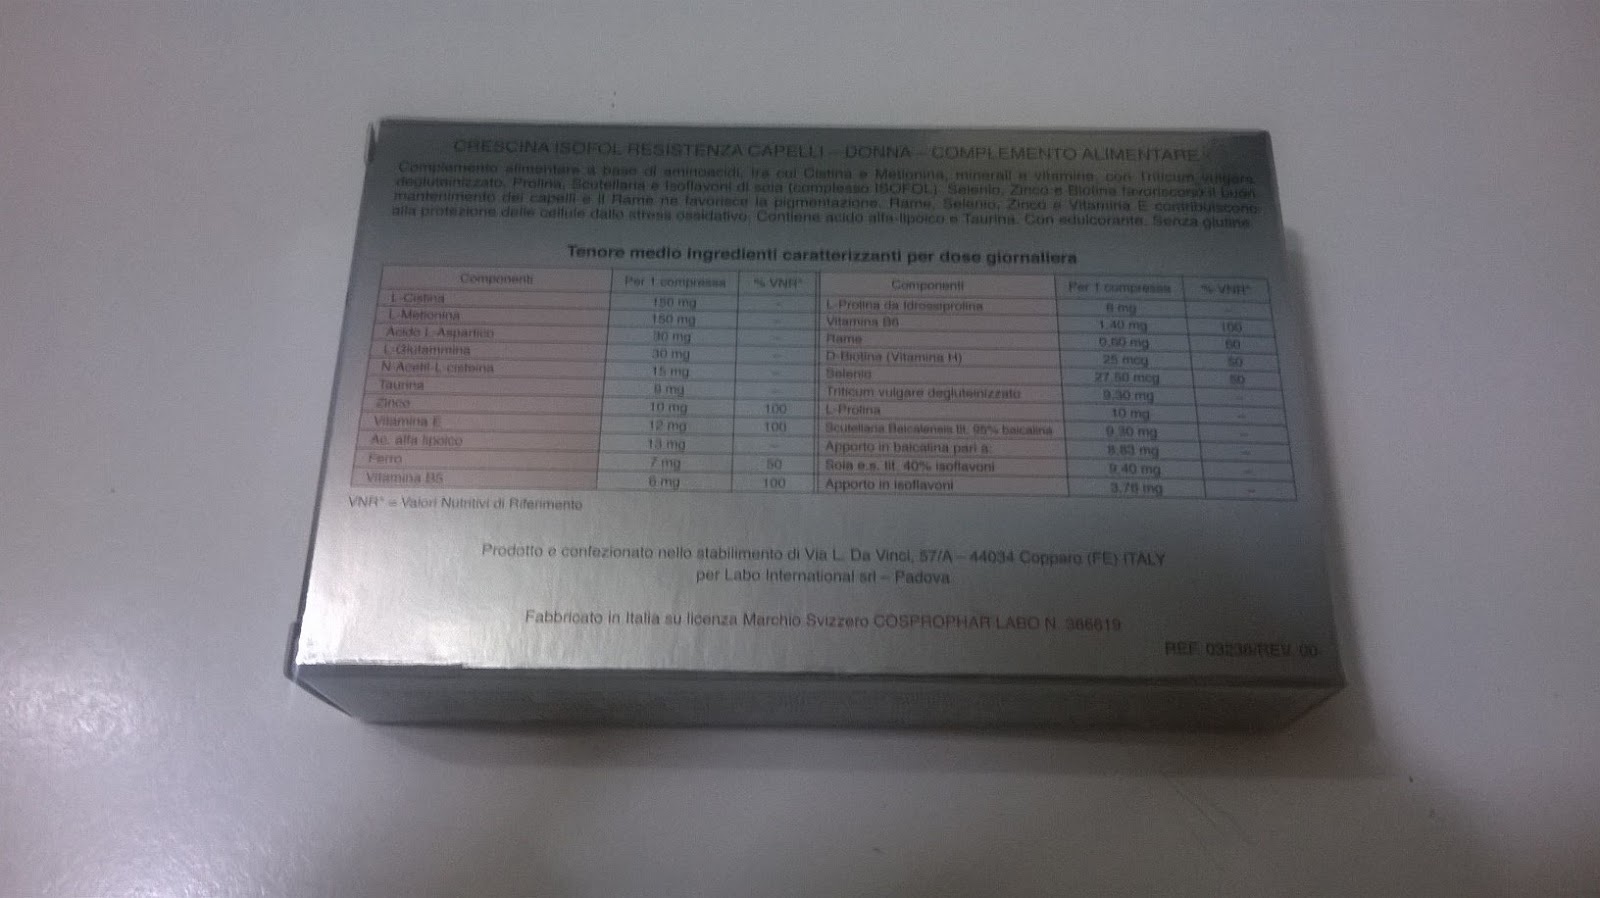 CRESCINA ISOFOL RESISTENZA CAPELLI – DONNA – COMPLEMENTO ALIMENTARE
Complemento alimentare a base di aminoacidi, tra cui Cistina e Metionina, minerali e vitamine, con Triticum vulgare
deglutinizzato, Prolina, Scutellaria e Isoflavoni di soia (complesso ISOFOL). Selenio, Zinco e Biotina favoriscono il buon
mantenimento dei capelli e il Rame ne favorisce la pigmentazione. Rame, Selenio, Zinco e Vitamina E contribuiscono
alla protezione delle cellule dallo stress ossidativo. Contiene acido alfa-lipoico e Taurina. Con edulcorante. Senza glutine.
Tenore medio ingredienti caratterizzanti per dose giornaliera
Componenti Per 1 compressa % VNR*
L-Cistina 150 mg –
L-Metionina 150 mg –
Acido L-Aspartico 30 mg –
L-Glutammina 30 mg –
N-Acetil-L-cisteina 15 mg –
Taurina mg –
Zinco 10 mg 100
Vitamina E 12 mg 100
Ac. alfa lipoico 13 mg –
Ferro 7 mg 50
Vitamina B5 6 mg 100
Componenti Per 1 compressa % VNR*
L-Prolina da Idrossiprolina mg –
Vitamina B6 1,40 mg 100
Rame mg
D-Biotina (Vitamina H) 25 mcg 50
Selenio 27,50 mcg 50
Triticum vulgare degluteinizzato 9,30 mg –
L-Prolina 10 mg –
Scutellaria Baicalensis tit. 95% baicalina 9,30 mg –
Apporto in baicalina pari a: 8,83 mg
Soia e.s. tit. 40% isoflavoni 9,40 mg –
Apporto in isoflavoni 3,76 mg –
VNR* = Valori Nutritivi di Riferimento
Prodotto e confezionato nello stabilimento di Via L. Da Vinci, 57/A – 44034 Copparo (FE) ITALY
per Labo International srl – Padova
Fabbricato in Italia su licenza Marchio Svizzero COSPROPHAR LABO N. 366619
REF. 03236/REV. 00